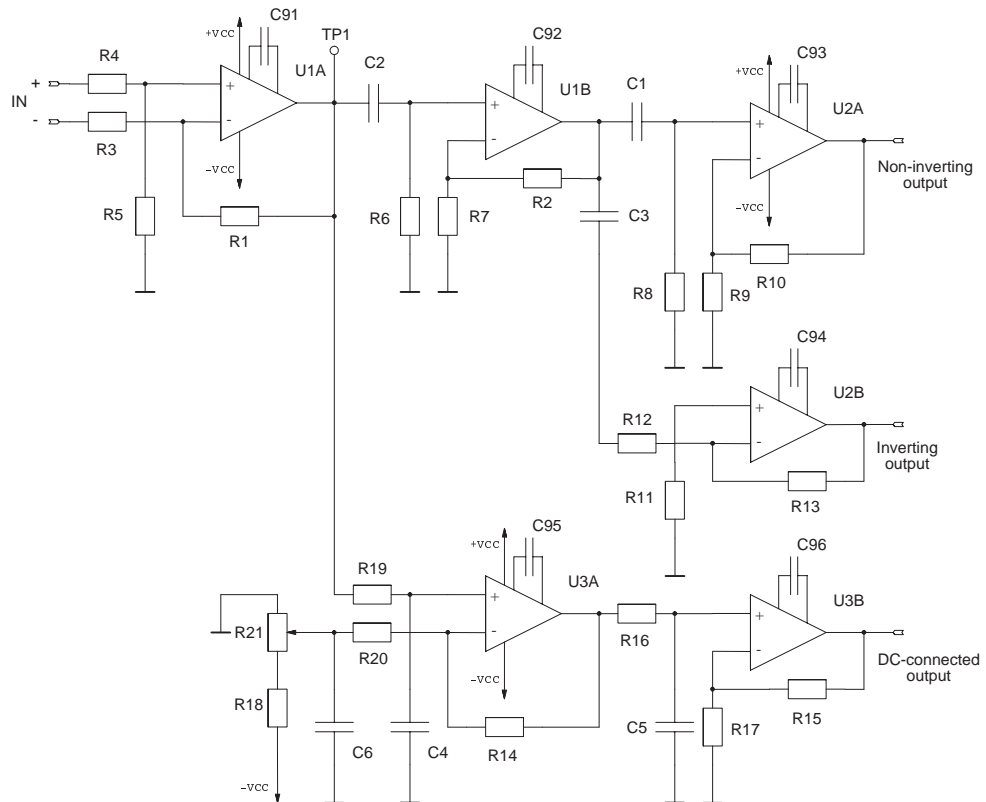 C91
TP1
+VCC
R4
U1A
C2
C92
+VCC
C93
+
+
IN
-
-
R3
U1B
C1
U2A
+
-
+
-
-VCC
Non-inverting
output
R5
R1
R6
R7
R2
C3
-VCC
R8
R9
R10
C94
R12
U2B
+
-
Inverting
output
R11
R13
+VCC
C95
C96
R19
U3A
+
-
U3B
+
-
R21
R20
R16
DC-connected
output
-VCC
R18
C6
C4
R14
C5
R17
R15
-VCC